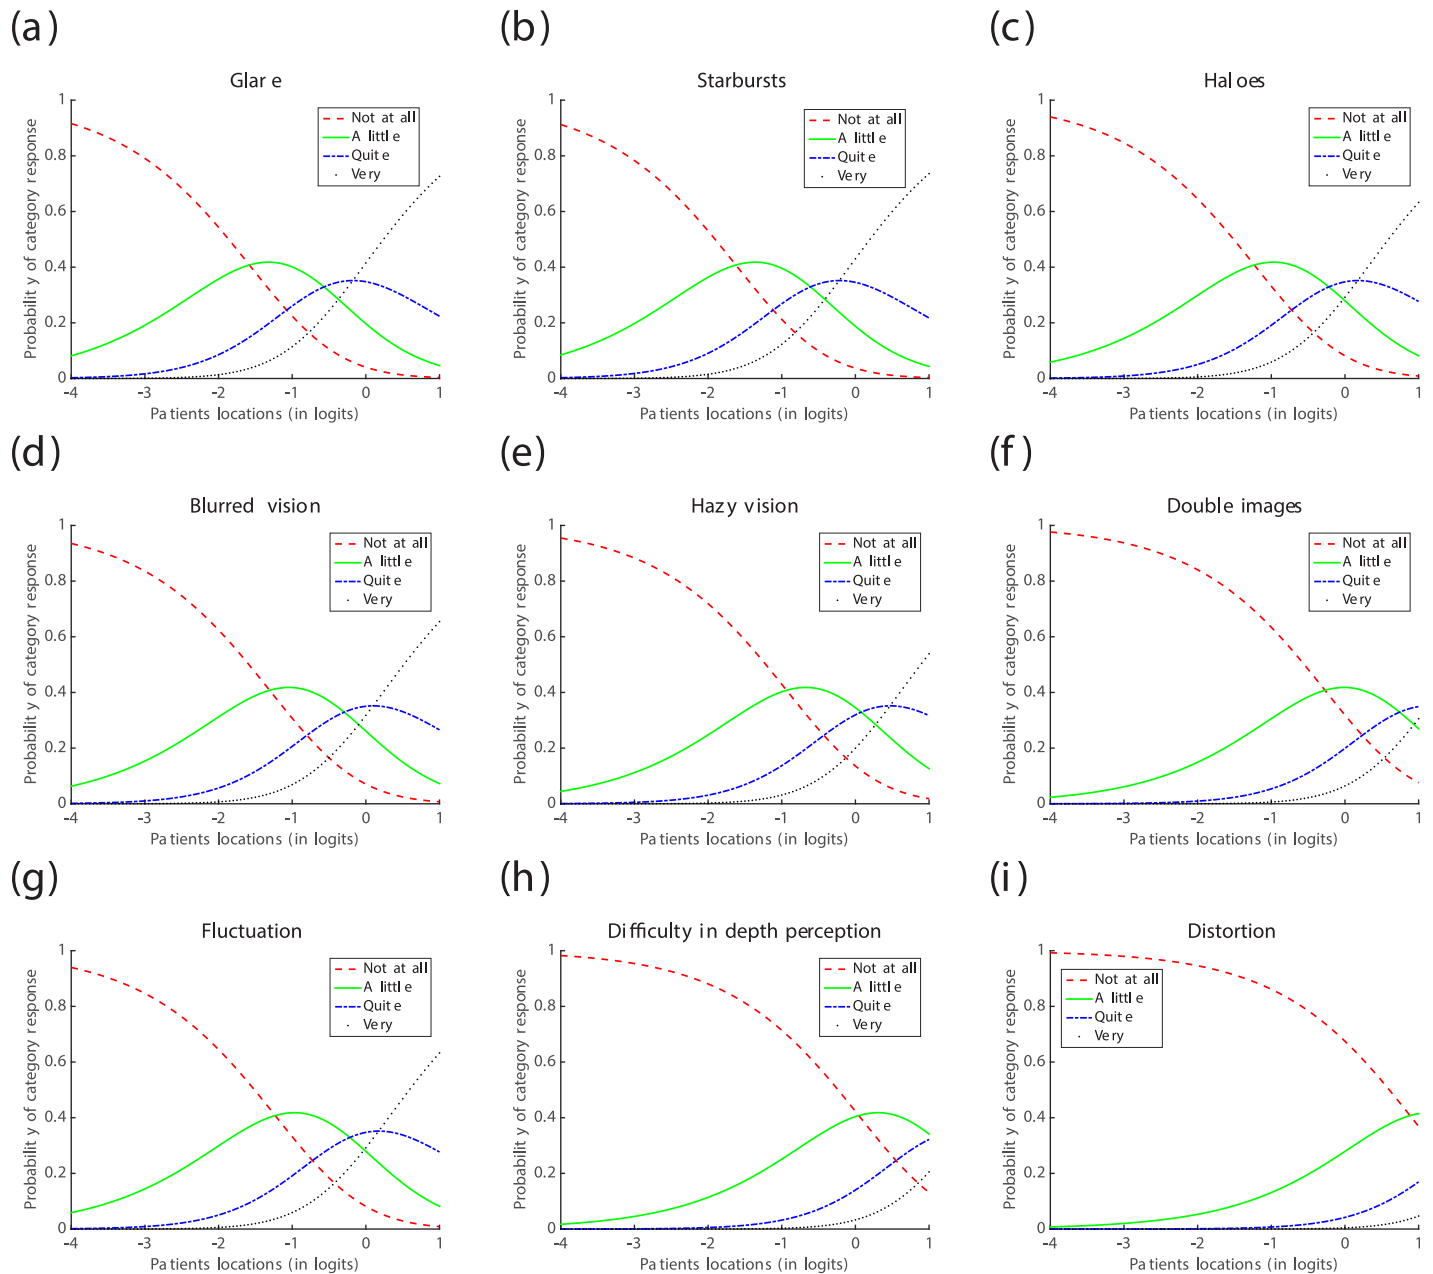 (a)
(b)
(c)
Glare
Starbursts
Haloes
Probability of category response
1
0.8
0.6
0.4
0.2
0
Not at all
A little
Quite
Very
-4 -3 -2 -1 0 1
Patients locations (in logits)
Probability of category response
1
0.8
0.6
0.4
0.2
0
Not at all
A little
Quite
Very
-4 -3 -2 -1 0 1
Patients locations (in logits)
Probability of category response
1
0.8
0.6
0.4
0.2
0
Not at all
A little
Quite
Very
-4 -3 -2 -1 0 1
Patients locations (in logits)
(d)
(e)
(f)
Blurred vision
Hazy vision
Double images
Probability of category response
1
0.8
0.6
0.4
0.2
0
Not at all
A little
Quite
Very
-4 -3 -2 -1 0 1
Patients locations (in logits)
Probability of category response
1
0.8
0.6
0.4
0.2
0
Not at all
A little
Quite
Very
-4 -3 -2 -1 0 1
Patients locations (in logits)
Probability of category response
1
0.8
0.6
0.4
0.2
0
Not at all
A little
Quite
Very
-4 -3 -2 -1 0 1
Patients locations (in logits)
(g)
(h)
(i)
Fluctuation
Difficulty in depth perception
Distortion
Probability of category response
1
0.8
0.6
0.4
0.2
0
Not at all
A little
Quite
Very
-4 -3 -2 -1 0 1
Patients locations (in logits)
Probability of category response
1
0.8
0.6
0.4
0.2
0
Not at all
A little
Quite
Very
-4 -3 -2 -1 0 1
Patients locations (in logits)
Probability of category response
1
0.8
0.6
0.4
0.2
0
Not at all
A little
Quite
Very
-4 -3 -2 -1 0 1
Patients locations (in logits)